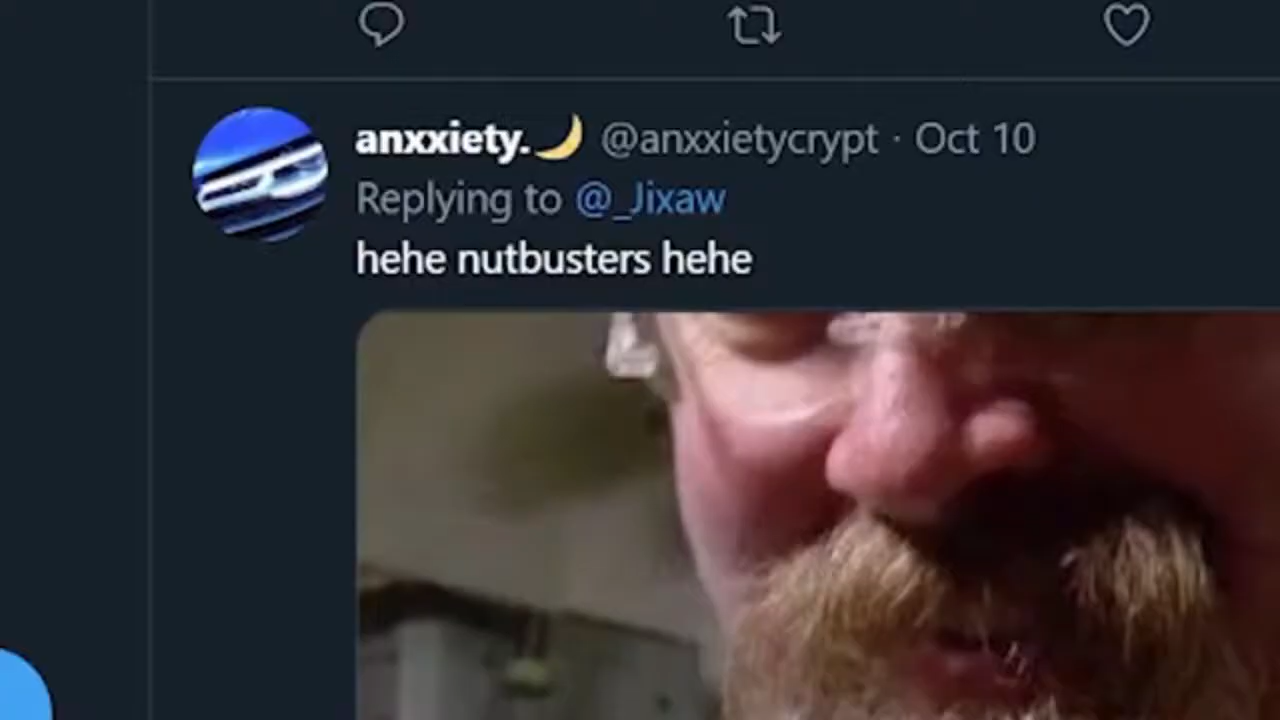 anxxiety.🌙 @anxxietycrypt · Oct 10
Replying to @_Jixaw
hehe nutbusters hehe